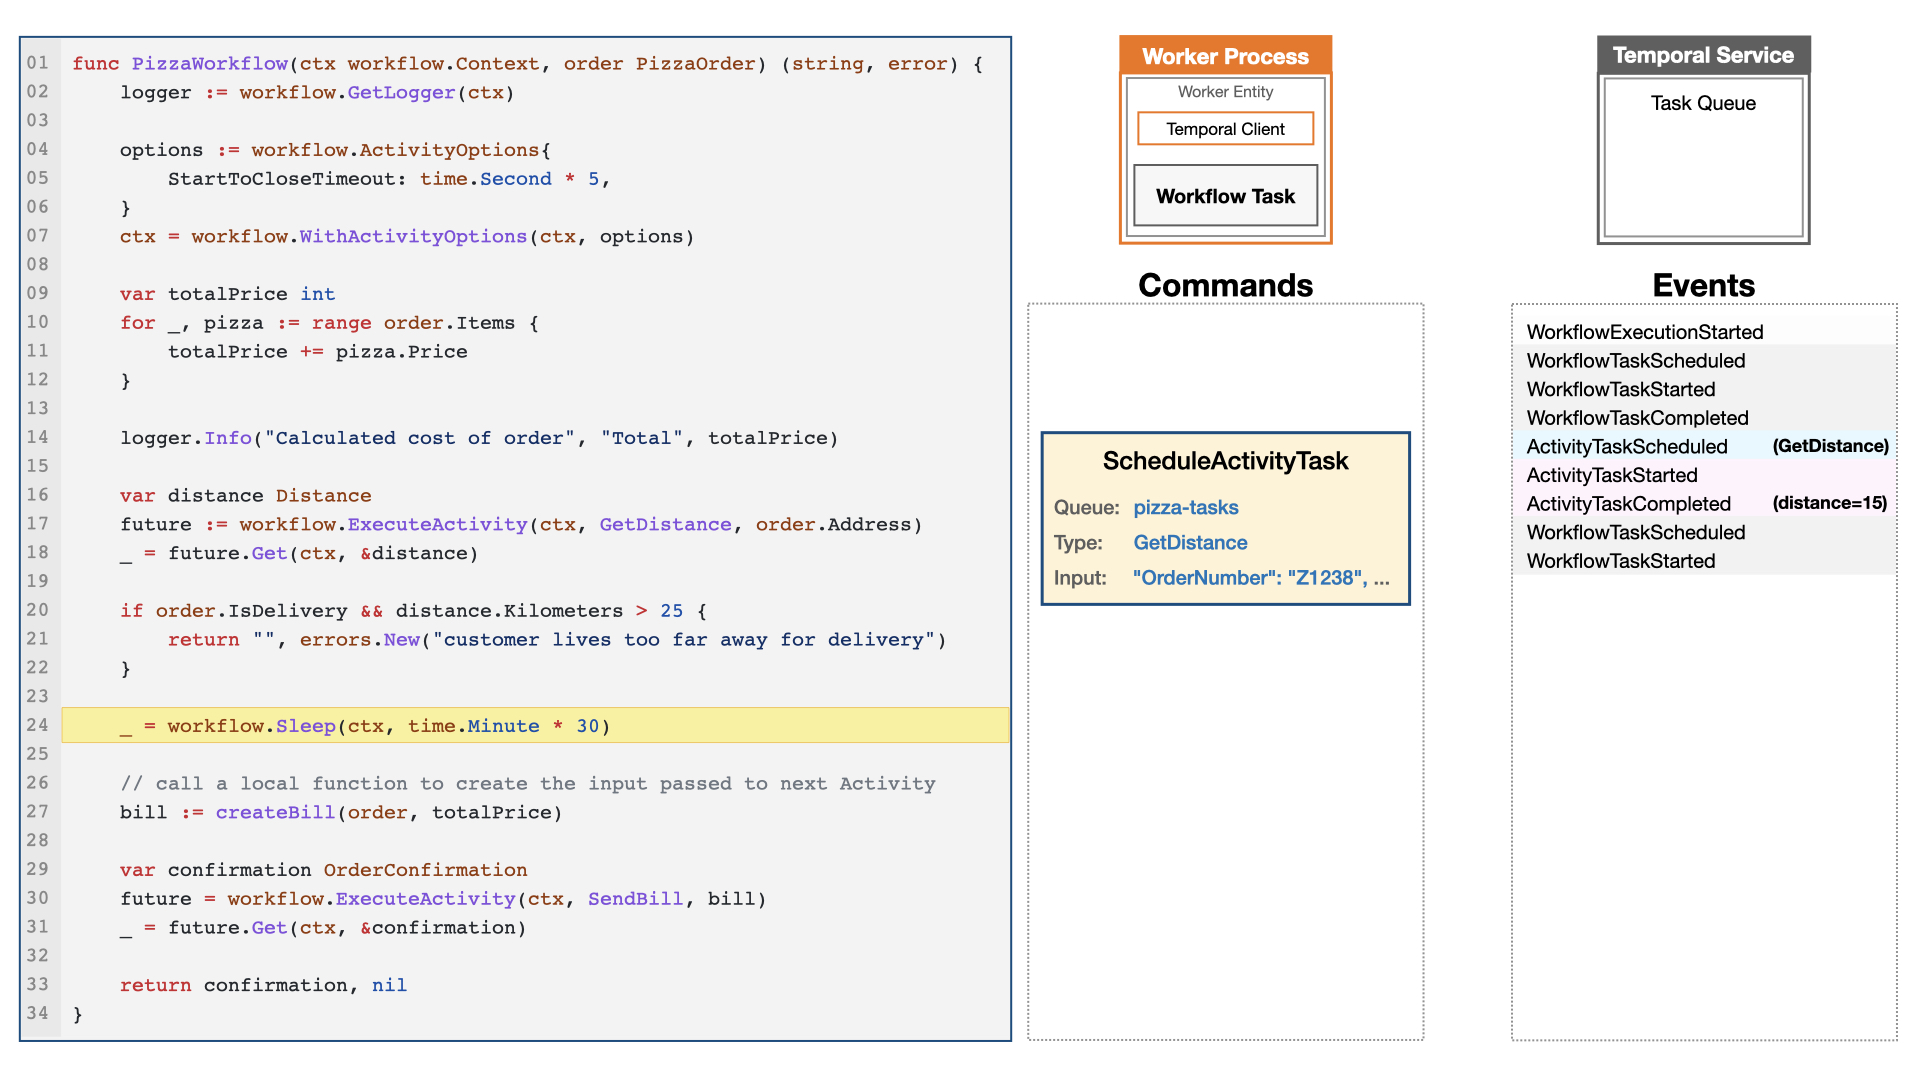 01 func PizzaWorkflow(ctx workflow.Context, order PizzaOrder) (string, error) {
02     logger := workflow.GetLogger(ctx)
03
04     options := workflow.ActivityOptions{
05         StartToCloseTimeout: time.Second * 5,
06     }
07     ctx = workflow.WithActivityOptions(ctx, options)
08
09     var totalPrice int
10     for _, pizza := range order.Items {
11         totalPrice += pizza.Price
12     }
13
14     logger.Info("Calculated cost of order", "Total", totalPrice)
15
16     var distance Distance
17     future := workflow.ExecuteActivity(ctx, GetDistance, order.Address)
18     _ = future.Get(ctx, &distance)
19
20     if order.IsDelivery && distance.Kilometers > 25 {
21         return "", errors.New("customer lives too far away for delivery")
22     }
23
24     _ = workflow.Sleep(ctx, time.Minute * 30)
25
26     // call a local function to create the input passed to next Activity
27     bill := createBill(order, totalPrice)
28
29     var confirmation OrderConfirmation
30     future = workflow.ExecuteActivity(ctx, SendBill, bill)
31     _ = future.Get(ctx, &confirmation)
32
33     return confirmation, nil
34 }
Worker Process
Worker Entity
Temporal Client
Workflow Task
Commands
ScheduleActivityTask
Queue: pizza-tasks
Type: GetDistance
Input: "OrderNumber": "Z1238", ...
Temporal Service
Task Queue
Events
WorkflowExecutionStarted
WorkflowTaskScheduled
WorkflowTaskStarted
WorkflowTaskCompleted
ActivityTaskScheduled (GetDistance)
ActivityTaskStarted
ActivityTaskCompleted (distance=15)
WorkflowTaskScheduled
WorkflowTaskStarted